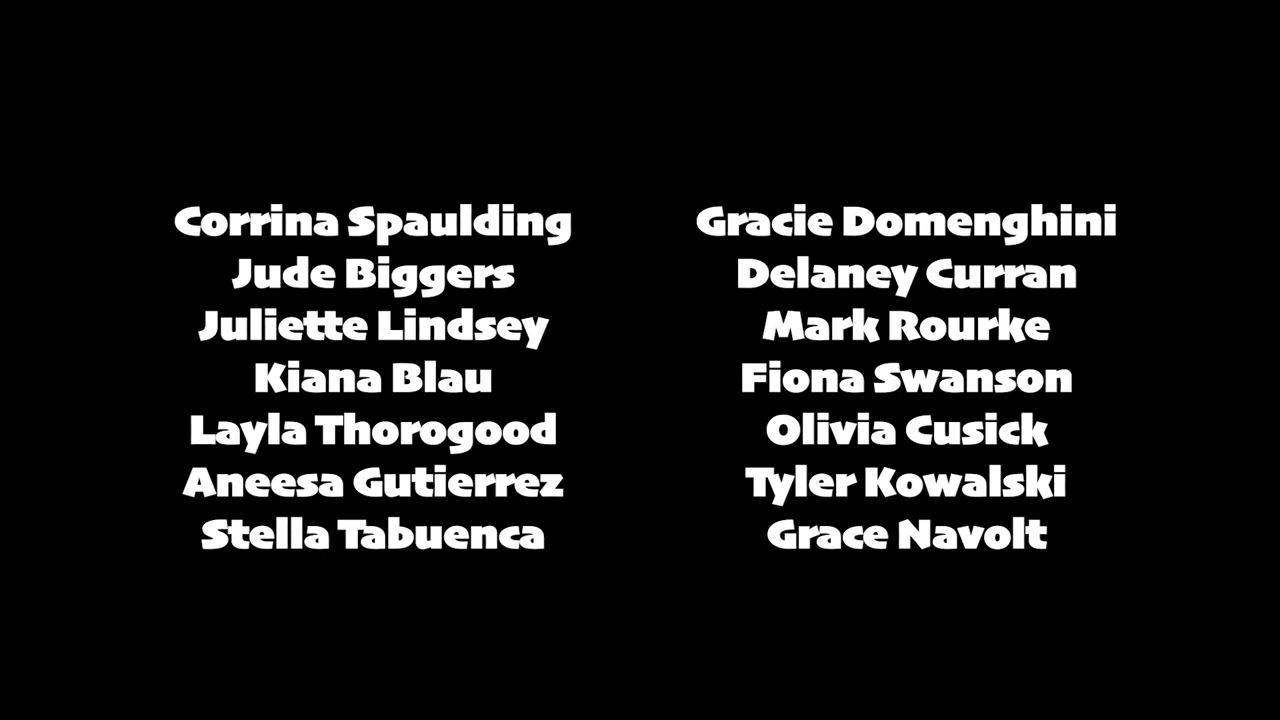 Corrina Spaulding
Jude Biggers
Juliette Lindsey
Kiana Blau
Layla Thorogood
Aneesa Gutierrez
Stella Tabuenca
Gracie Domenghini
Delaney Curran
Mark Rourke
Fiona Swanson
Olivia Cusick
Tyler Kowalski
Grace Navolt